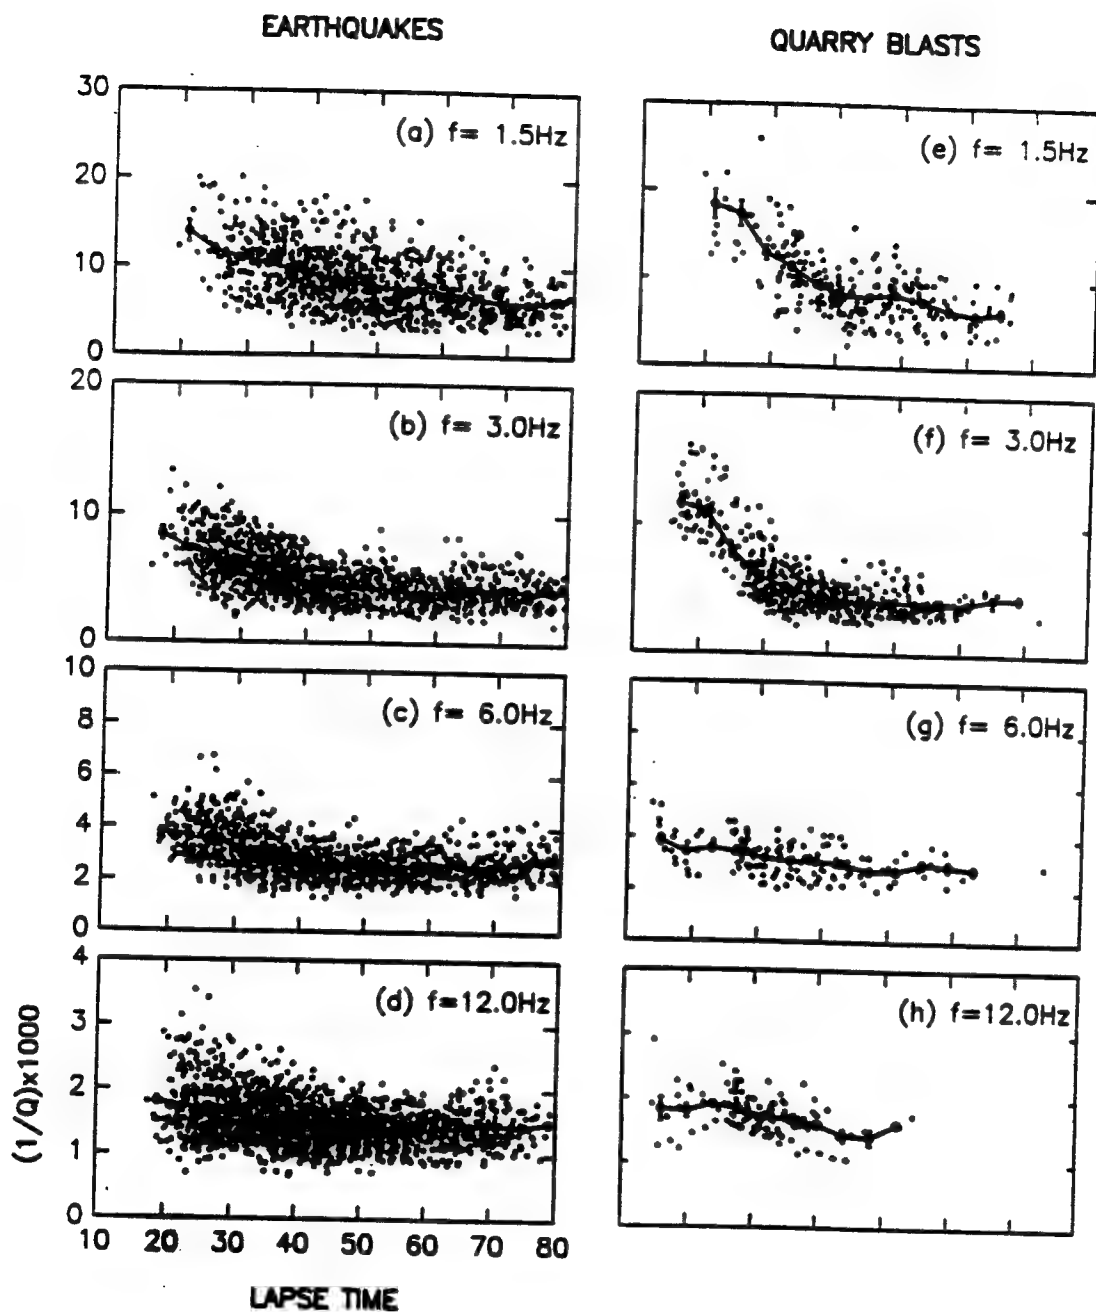 EARTHQUAKES
QUARRY BLASTS
30
20
10
0
(a) f= 1.5Hz
(e) f= 1.5Hz
20
10
0
(b) f= 3.0Hz
(f) f= 3.0Hz
10
8
6
4
2
0
(c) f= 6.0Hz
(g) f= 6.0Hz
4
3
2
1
0
(d) f=12.0Hz
(h) f=12.0Hz
(1/Q)x1000
10 20 30 40 50 60 70 80
LAPSE TIME